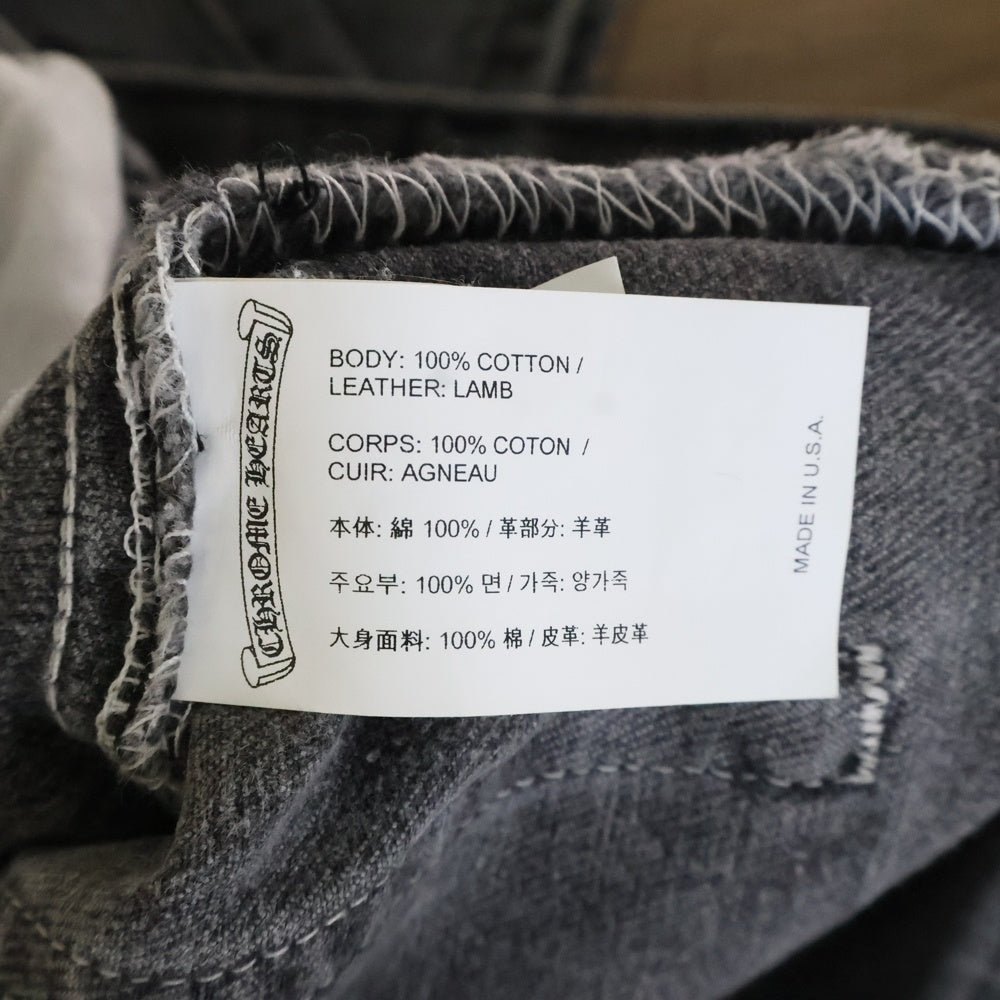 CHROME HEARTS
BODY: 100% COTTON /
LEATHER: LAMB
CORPS: 100% COTON /
CUIR: AGNEAU
本体: 綿 100% / 革部分: 羊革
주요부: 100% 면 / 가죽: 양가죽
大身面料: 100% 棉 / 皮革: 羊皮革
MADE IN U.S.A.